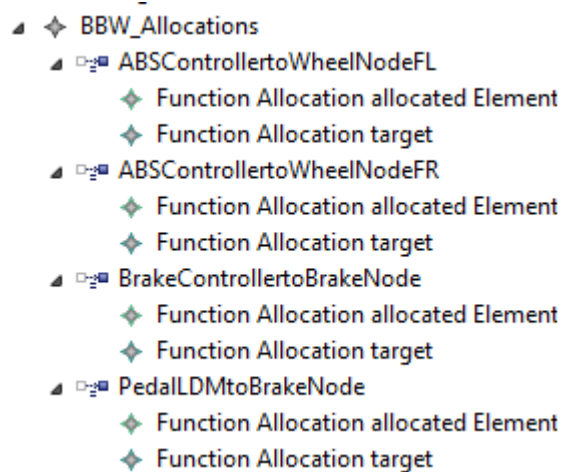 BBW_Allocations
ABSControllertoWheelNodeFL
Function Allocation allocated Element
Function Allocation target
ABSControllertoWheelNodeFR
Function Allocation allocated Element
Function Allocation target
BrakeControllertoBrakeNode
Function Allocation allocated Element
Function Allocation target
PedalLDMtoBrakeNode
Function Allocation allocated Element
Function Allocation target